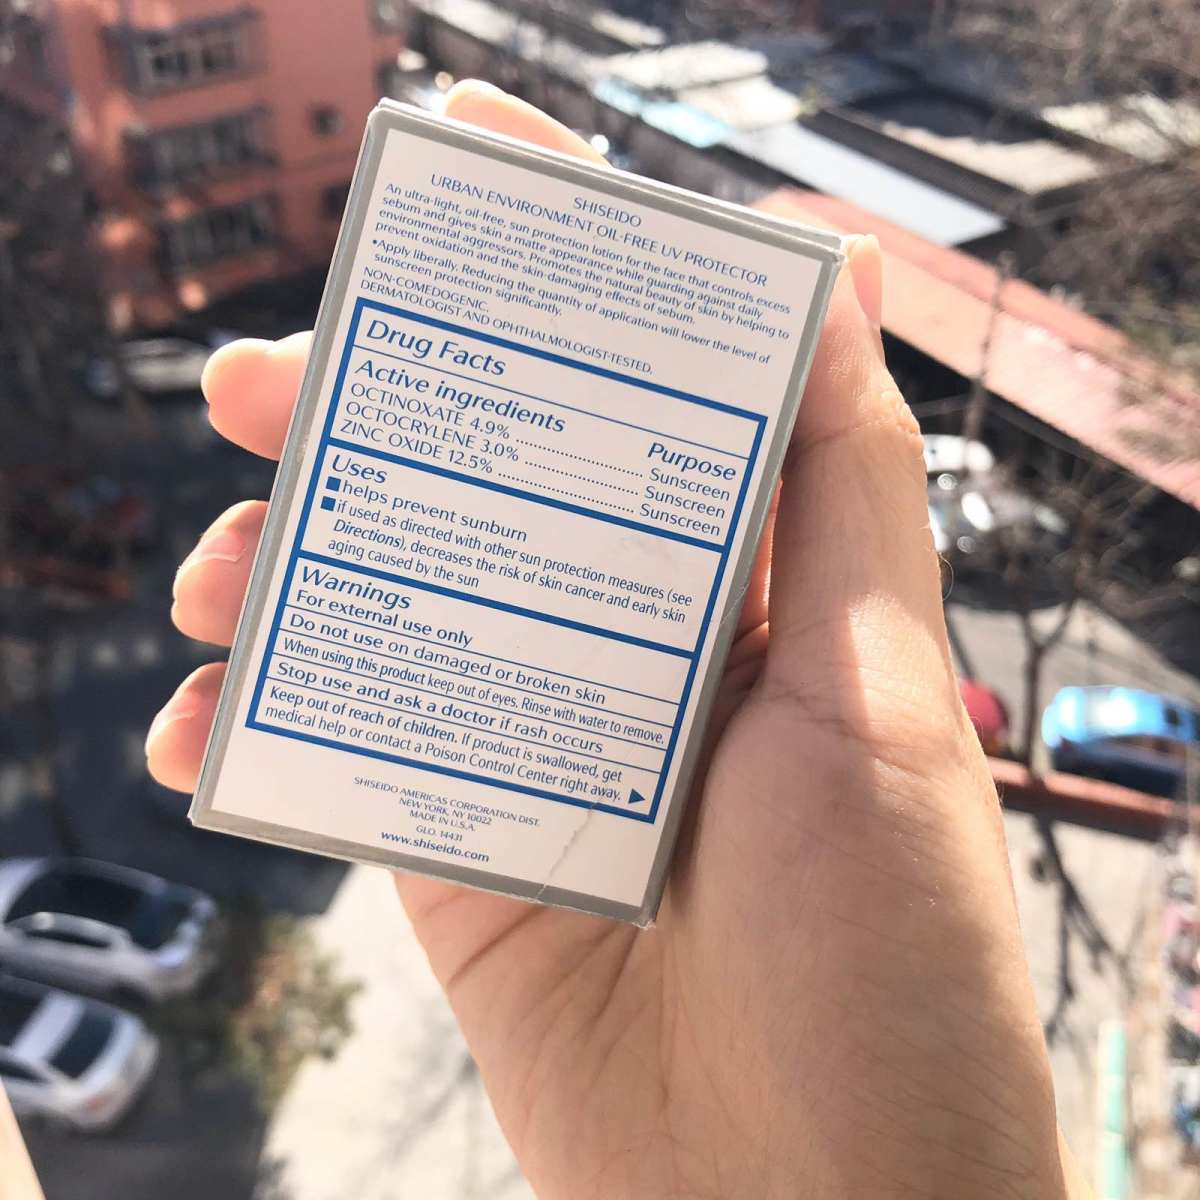 SHISEIDO
URBAN ENVIRONMENT OIL-FREE UV PROTECTOR
An ultra-light, oil-free, sun protection lotion for the face that controls excess
sebum and gives skin a matte appearance while guarding against daily
environmental aggressors. Promotes the natural beauty of skin by helping to
prevent oxidation and the skin-damaging effects of sebum.
•Apply liberally. Reducing the quantity of application will lower the level of
sunscreen protection significantly.
NON-COMEDOGENIC.
DERMATOLOGIST AND OPHTHALMOLOGIST-TESTED.
Drug Facts
Active ingredients Purpose
OCTINOXATE 4.9% ........................ Sunscreen
OCTOCRYLENE 3.0% ..................... Sunscreen
ZINC OXIDE 12.5% ......................... Sunscreen
Uses
■ helps prevent sunburn
■ if used as directed with other sun protection measures (see
Directions), decreases the risk of skin cancer and early skin
aging caused by the sun
Warnings
For external use only
Do not use on damaged or broken skin
When using this product keep out of eyes. Rinse with water to remove.
Stop use and ask a doctor if rash occurs
Keep out of reach of children. If product is swallowed, get
medical help or contact a Poison Control Center right away. ▶
SHISEIDO AMERICAS CORPORATION DIST.
NEW YORK, NY 10022
MADE IN U.S.A.
GLO. 14431
www.shiseido.com